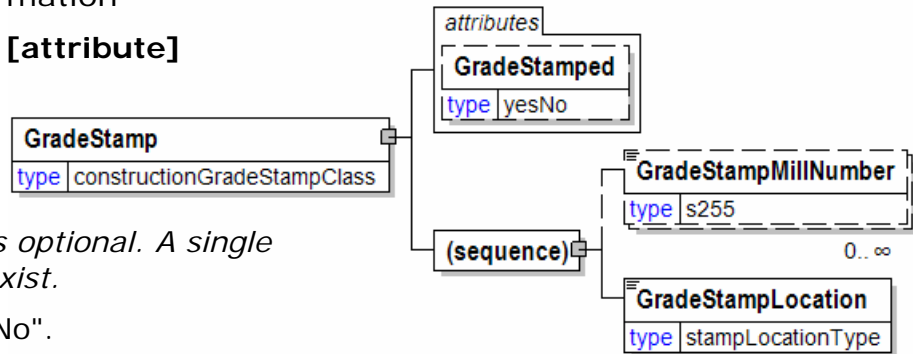 mation
[attribute]
s optional. A single
xist.
No".
GradeStamp
type constructionGradeStampClass
attributes
GradeStamped
type yesNo
(sequence)
GradeStampMillNumber
type s255
0.. ∞
GradeStampLocation
type stampLocationType